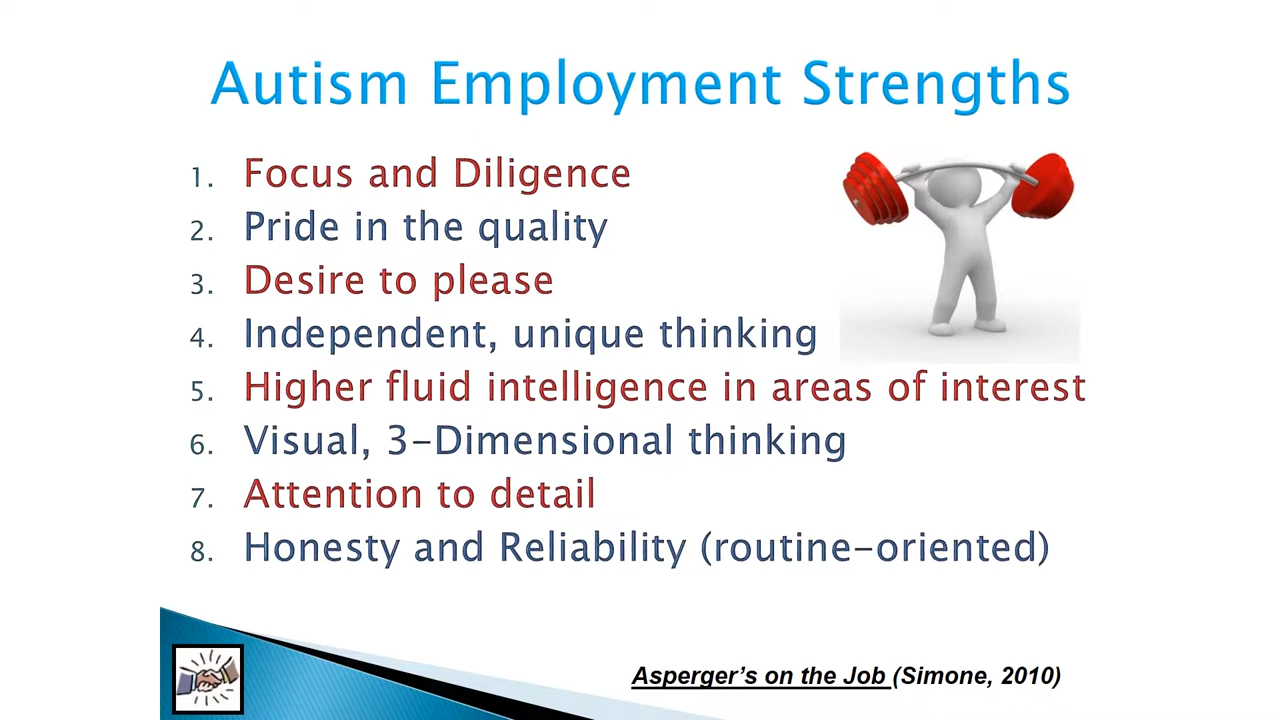 Autism Employment Strengths
1. Focus and Diligence
2. Pride in the quality
3. Desire to please
4. Independent, unique thinking
5. Higher fluid intelligence in areas of interest
6. Visual, 3-Dimensional thinking
7. Attention to detail
8. Honesty and Reliability (routine-oriented)
Asperger’s on the Job (Simone, 2010)